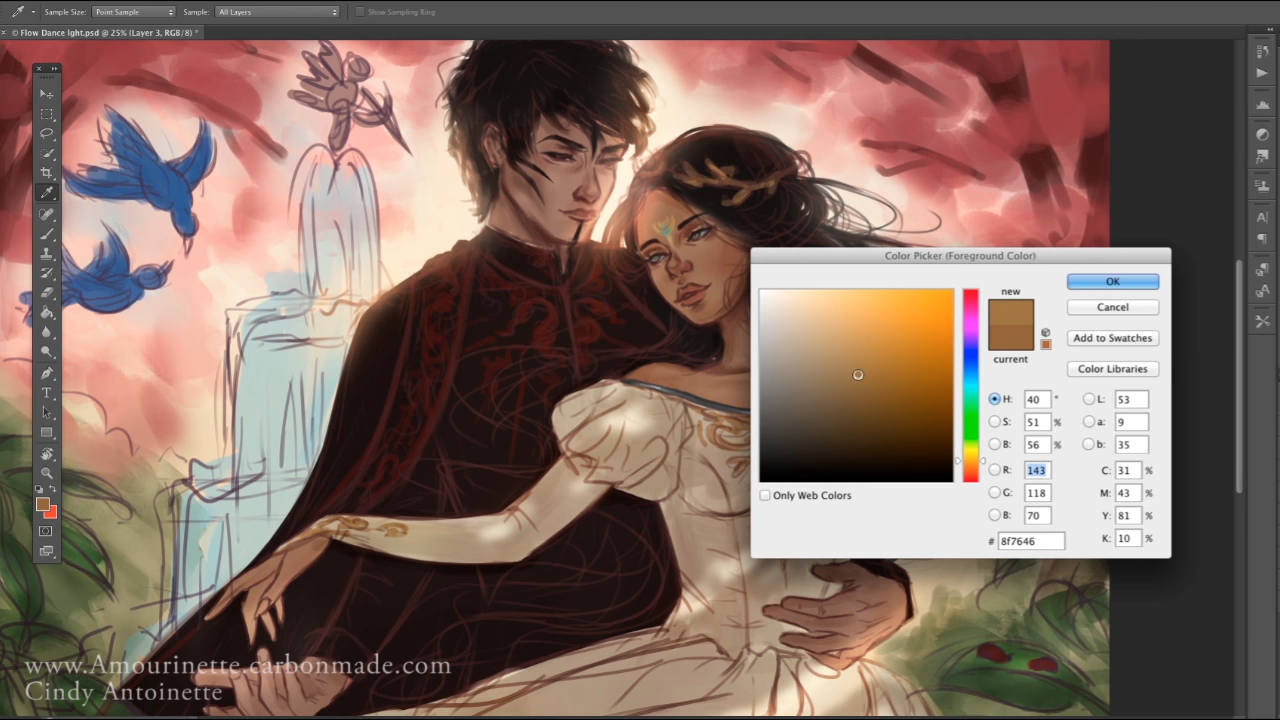 Sample Size: Point Sample Sample: All Layers Show Sampling Ring
© Flow Dance lght.psd @ 25% (Layer 3, RGB/8) *
Color Picker (Foreground Color)
new
current
OK
Cancel
Add to Swatches
Color Libraries
H: 40 ° L: 53
S: 51 % a: 9
B: 56 % b: 35
R: 143 C: 31 %
G: 118 M: 43 %
B: 70 Y: 81 %
# 8f7646 K: 10 %
Only Web Colors
www.Amourinette.carbonmade.com
Cindy Antoinette